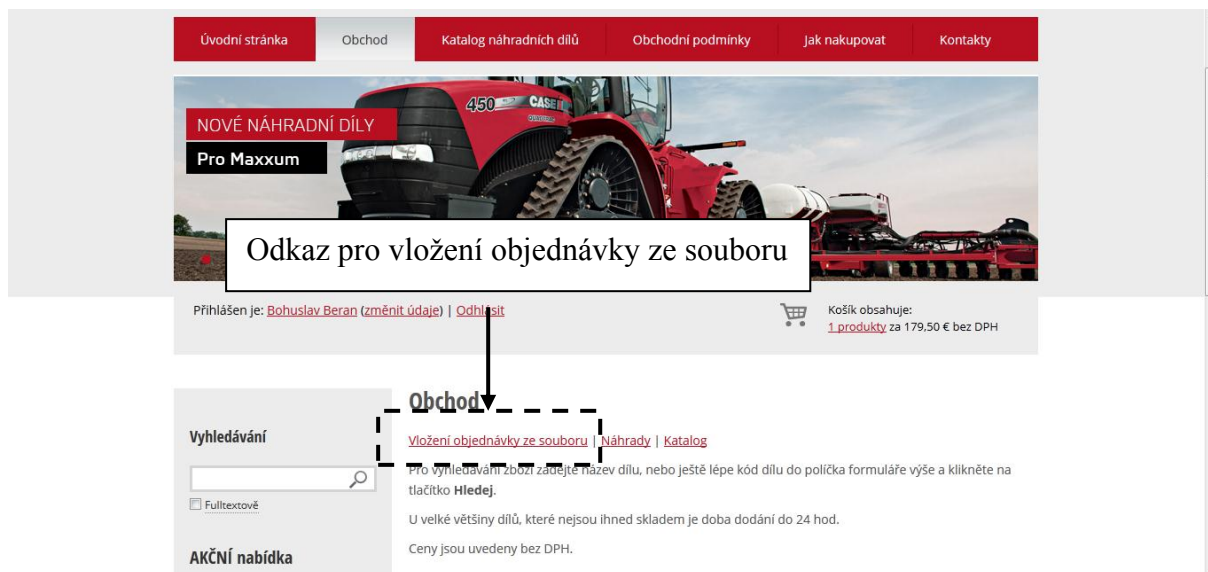 Úvodní stránka
Obchod
Katalog náhradních dílů
Obchodní podmínky
Jak nakupovat
Kontakty
450
CASE IH
NOVÉ NÁHRADNÍ DÍLY
Pro Maxxum
Odkaz pro vložení objednávky ze souboru
Přihlášen je: Bohuslav Beran (změnit údaje) | Odhlásit
Košík obsahuje:
1 produkty za 179,50 € bez DPH
Obchod
Vyhledávání
Vložení objednávky ze souboru | Náhrady | Katalog
Pro vyhledávání zboží zadejte název dílu, nebo ještě lépe kód dílu do políčka formuláře výše a klikněte na
tlačítko Hledej.
Fulltextově
U velké většiny dílů, které nejsou ihned skladem je doba dodání do 24 hod.
Ceny jsou uvedeny bez DPH.
AKČNÍ nabídka